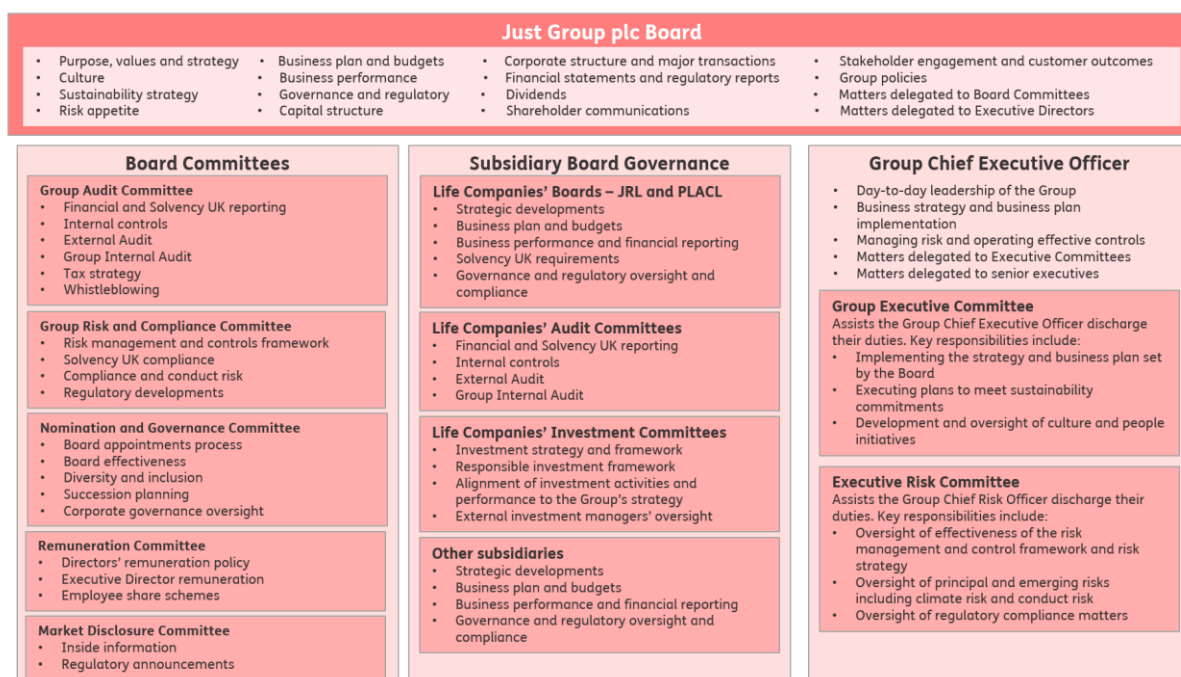 Just Group plc Board
• Purpose, values and strategy
• Culture
• Sustainability strategy
• Risk appetite
• Business plan and budgets
• Business performance
• Governance and regulatory
• Capital structure
• Corporate structure and major transactions
• Financial statements and regulatory reports
• Dividends
• Shareholder communications
• Stakeholder engagement and customer outcomes
• Group policies
• Matters delegated to Board Committees
• Matters delegated to Executive Directors
Board Committees
Group Audit Committee
• Financial and Solvency UK reporting
• Internal controls
• External Audit
• Group Internal Audit
• Tax strategy
• Whistleblowing
Group Risk and Compliance Committee
• Risk management and controls framework
• Solvency UK compliance
• Compliance and conduct risk
• Regulatory developments
Nomination and Governance Committee
• Board appointments process
• Board effectiveness
• Diversity and inclusion
• Succession planning
• Corporate governance oversight
Remuneration Committee
• Directors’ remuneration policy
• Executive Director remuneration
• Employee share schemes
Market Disclosure Committee
• Inside information
• Regulatory announcements
Subsidiary Board Governance
Life Companies’ Boards – JRL and PLACL
• Strategic developments
• Business plan and budgets
• Business performance and financial reporting
• Solvency UK requirements
• Governance and regulatory oversight and
compliance
Life Companies’ Audit Committees
• Financial and Solvency UK reporting
• Internal controls
• External Audit
• Group Internal Audit
Life Companies’ Investment Committees
• Investment strategy and framework
• Responsible investment framework
• Alignment of investment activities and
performance to the Group’s strategy
• External investment managers’ oversight
Other subsidiaries
• Strategic developments
• Business plan and budgets
• Business performance and financial reporting
• Governance and regulatory oversight and
compliance
Group Chief Executive Officer
• Day-to-day leadership of the Group
• Business strategy and business plan
implementation
• Managing risk and operating effective controls
• Matters delegated to Executive Committees
• Matters delegated to senior executives
Group Executive Committee
Assists the Group Chief Executive Officer discharge
their duties. Key responsibilities include:
• Implementing the strategy and business plan set
by the Board
• Executing plans to meet sustainability
commitments
• Development and oversight of culture and people
initiatives
Executive Risk Committee
Assists the Group Chief Risk Officer discharge their
duties. Key responsibilities include:
• Oversight of effectiveness of the risk
management and control framework and risk
strategy
• Oversight of principal and emerging risks
including climate risk and conduct risk
• Oversight of regulatory compliance matters